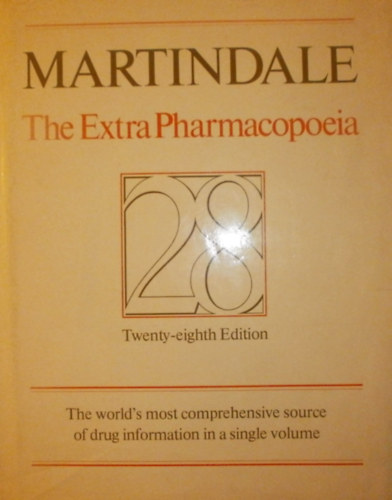 MARTINDALE
The Extra Pharmacopoeia
28
Twenty-eighth Edition
The world's most comprehensive source
of drug information in a single volume